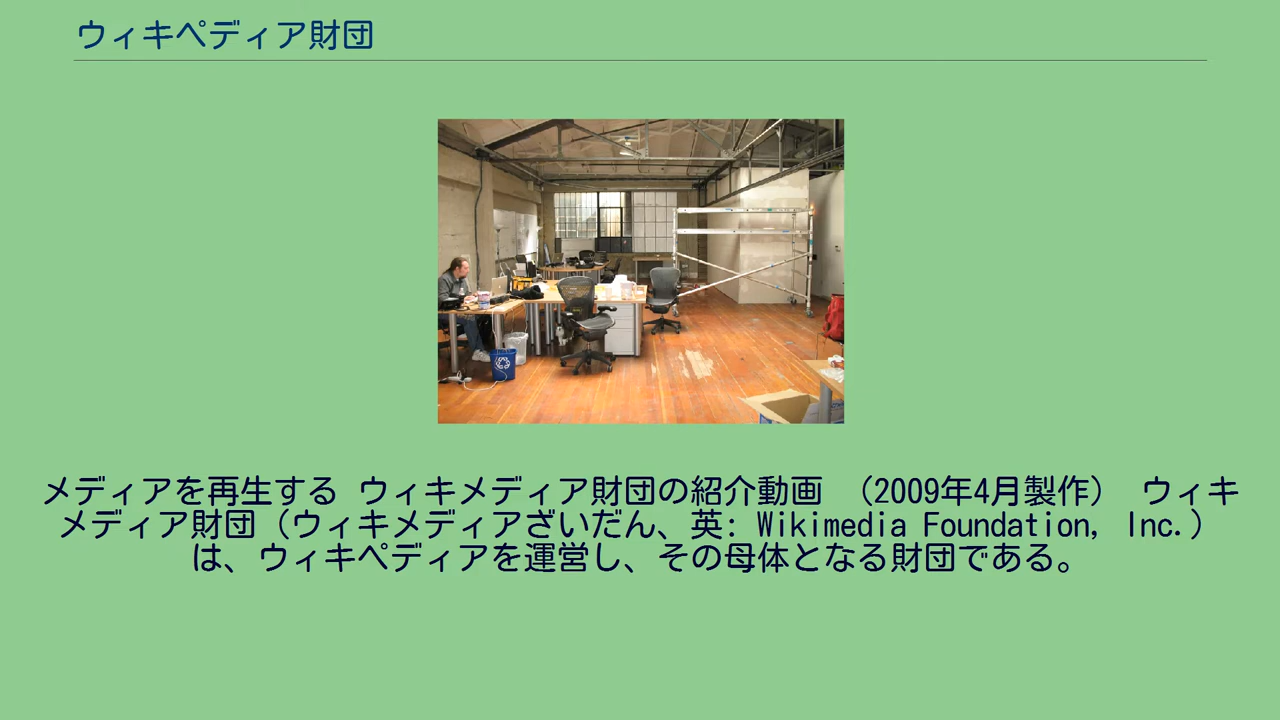 ウィキペディア財団
メディアを再生する ウィキメディア財団の紹介動画 （2009年4月製作） ウィキ
メディア財団（ウィキメディアざいだん、英: Wikimedia Foundation, Inc.）
は、ウィキペディアを運営し、その母体となる財団である。